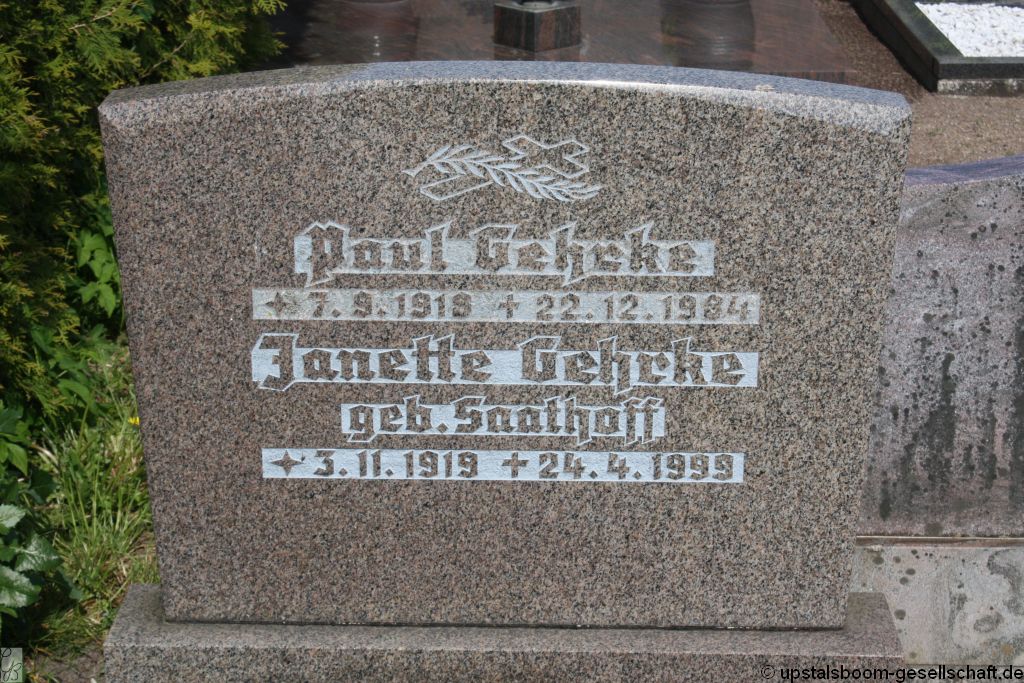 Paul Gehrke
7.9.1918 + 22.12.1984
Janette Gehrke
geb. Saathoff
3.11.1919 + 24.4.1999
© upstalsboom-gesellschaft.de